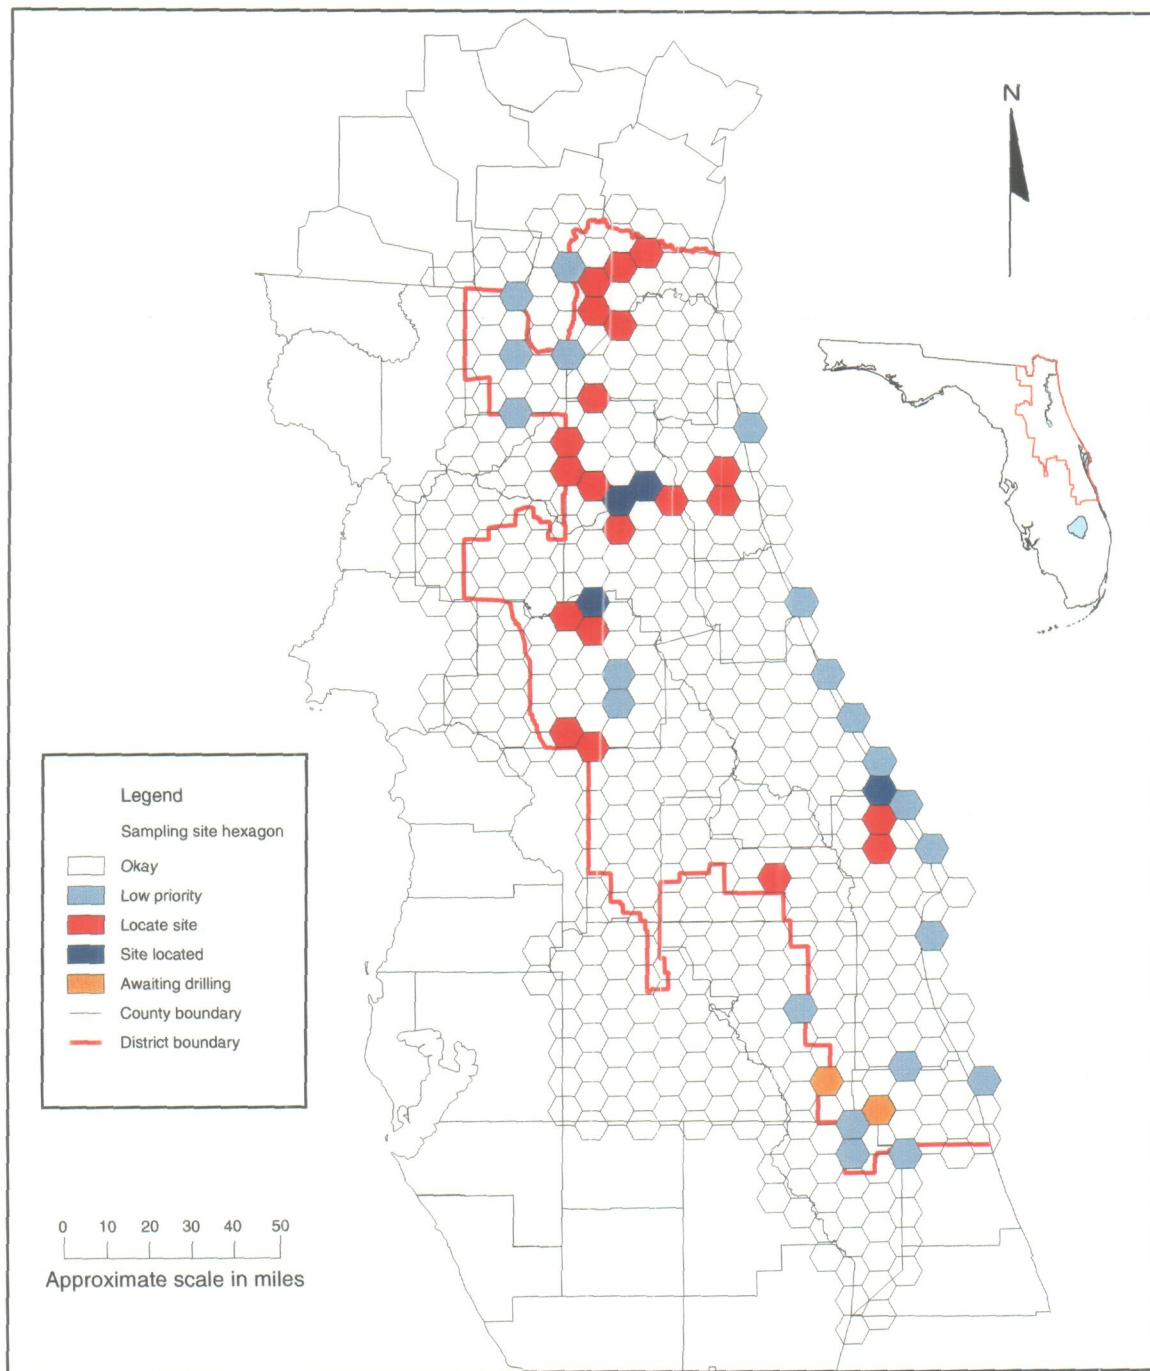 N
Legend
Sampling site hexagon
Okay
Low priority
Locate site
Site located
Awaiting drilling
County boundary
District boundary
0 10 20 30 40 50
Approximate scale in miles